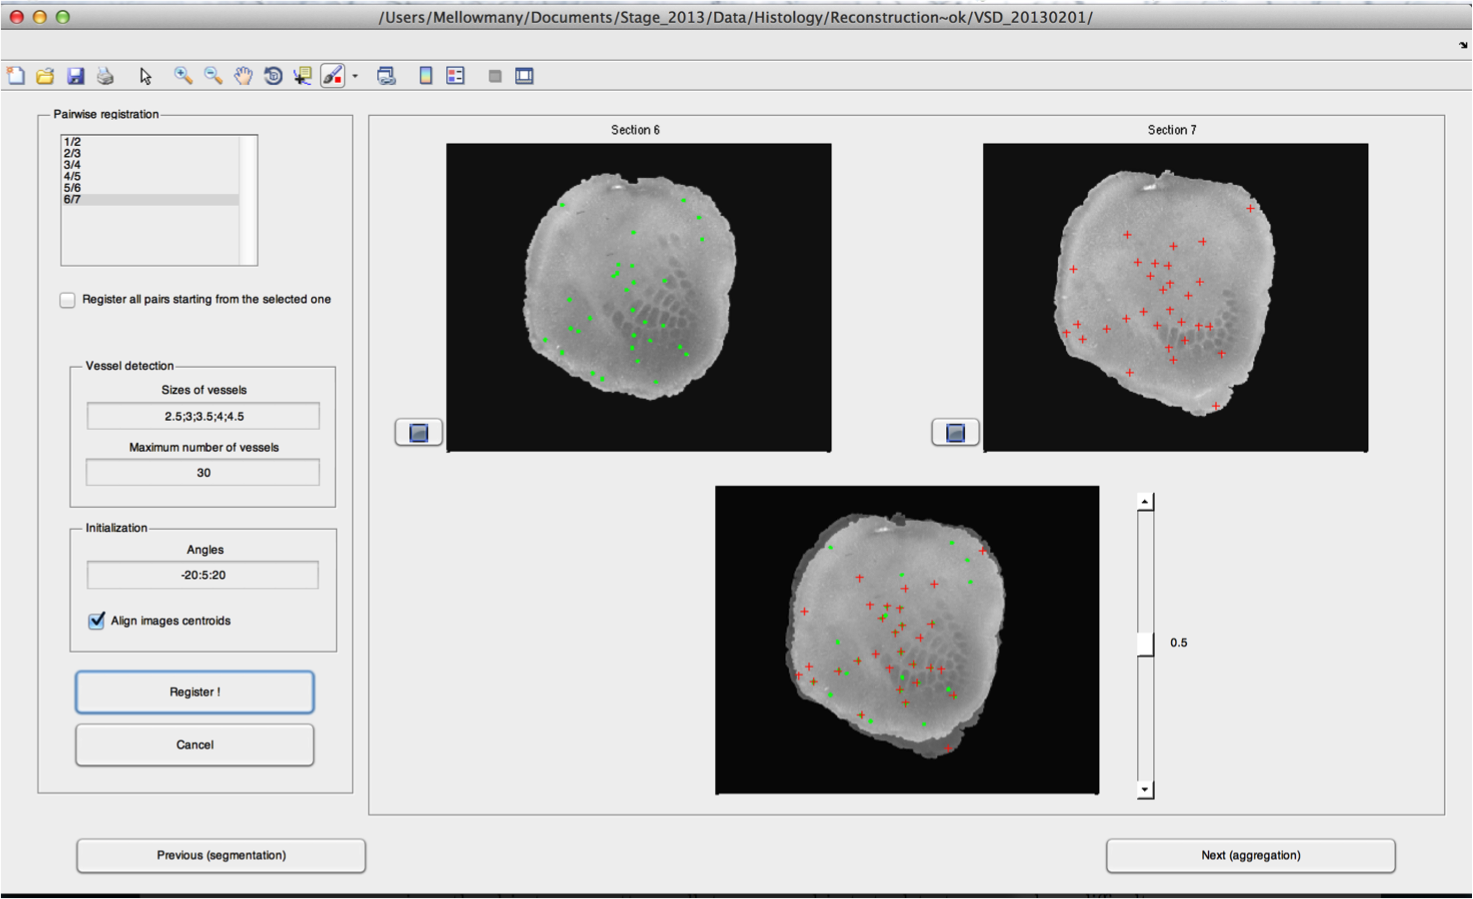 /Users/Mellowmany/Documents/Stage_2013/Data/Histology/Reconstruction~ok/VSD_20130201/
Pairwise registration
1/2
2/3
3/4
4/5
5/6
6/7
Register all pairs starting from the selected one
Vessel detection
Sizes of vessels
2.5;3;3.5;4;4.5
Maximum number of vessels
30
Initialization
Angles
-20:5:20
Align images centroids
Register !
Cancel
Section 6
Section 7
0.5
Previous (segmentation)
Next (aggregation)